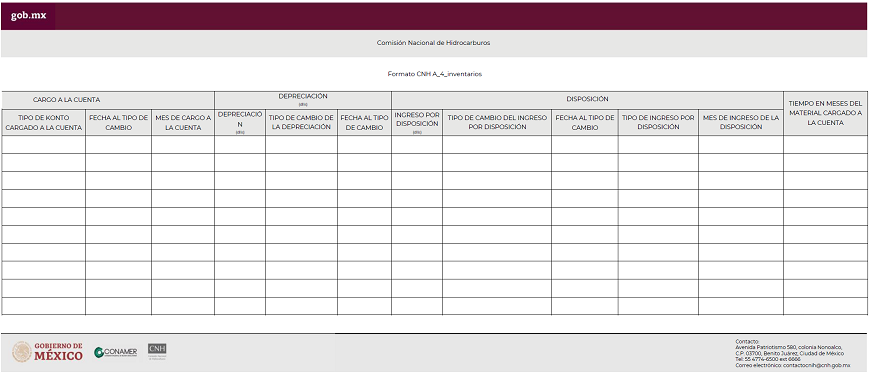 gob.mx
Comisión Nacional de Hidrocarburos
Formato CNH A_4_inventarios
CARGO A LA CUENTA
DEPRECIACIÓN
(dls)
DISPOSICIÓN
TIEMPO EN MESES DEL
MATERIAL CARGADO A
LA CUENTA
TIPO DE KONTO
CARGADO A LA CUENTA
FECHA AL TIPO DE
CAMBIO
MES DE CARGO A
LA CUENTA
DEPRECIACIÓ
N
(dls)
TIPO DE CAMBIO DE
LA DEPRECIACIÓN
FECHA AL TIPO
DE CAMBIO
INGRESO POR
DISPOSICIÓN
(dls)
TIPO DE CAMBIO DEL INGRESO
POR DISPOSICIÓN
FECHA AL TIPO DE
CAMBIO
TIPO DE INGRESO POR
DISPOSICIÓN
MES DE INGRESO DE LA
DISPOSICIÓN
GOBIERNO DE
MÉXICO
CONAMER
CNH
Contacto:
Avenida Patriotismo 580, colonia Nonoalco,
C.P. 03700, Benito Juárez, Ciudad de México
Tel: 55 4774-6500 ext 6666
Correo electrónico: contactocnih@cnh.gob.mx